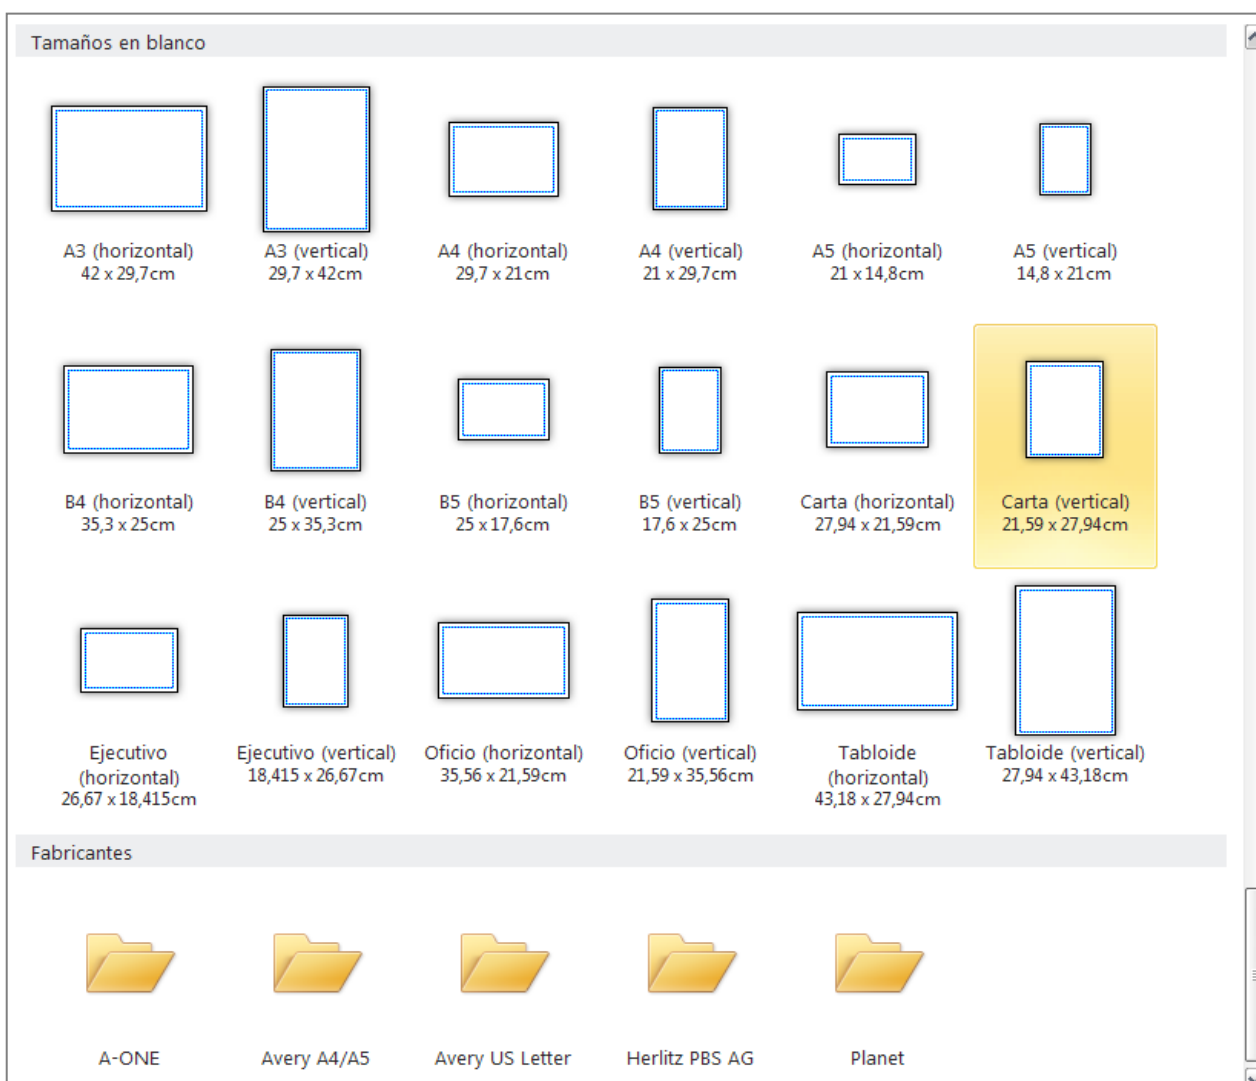 Tamaños en blanco
A3 (horizontal)
42 x 29,7cm
A3 (vertical)
29,7 x 42cm
A4 (horizontal)
29,7 x 21cm
A4 (vertical)
21 x 29,7cm
A5 (horizontal)
21 x 14,8cm
A5 (vertical)
14,8 x 21cm
B4 (horizontal)
35,3 x 25cm
B4 (vertical)
25 x 35,3cm
B5 (horizontal)
25 x 17,6cm
B5 (vertical)
17,6 x 25cm
Carta (horizontal)
27,94 x 21,59cm
Carta (vertical)
21,59 x 27,94cm
Ejecutivo
(horizontal)
26,67 x 18,415cm
Ejecutivo (vertical)
18,415 x 26,67cm
Oficio (horizontal)
35,56 x 21,59cm
Oficio (vertical)
21,59 x 35,56cm
Tabloide
(horizontal)
43,18 x 27,94cm
Tabloide (vertical)
27,94 x 43,18cm
Fabricantes
A-ONE
Avery A4/A5
Avery US Letter
Herlitz PBS AG
Planet